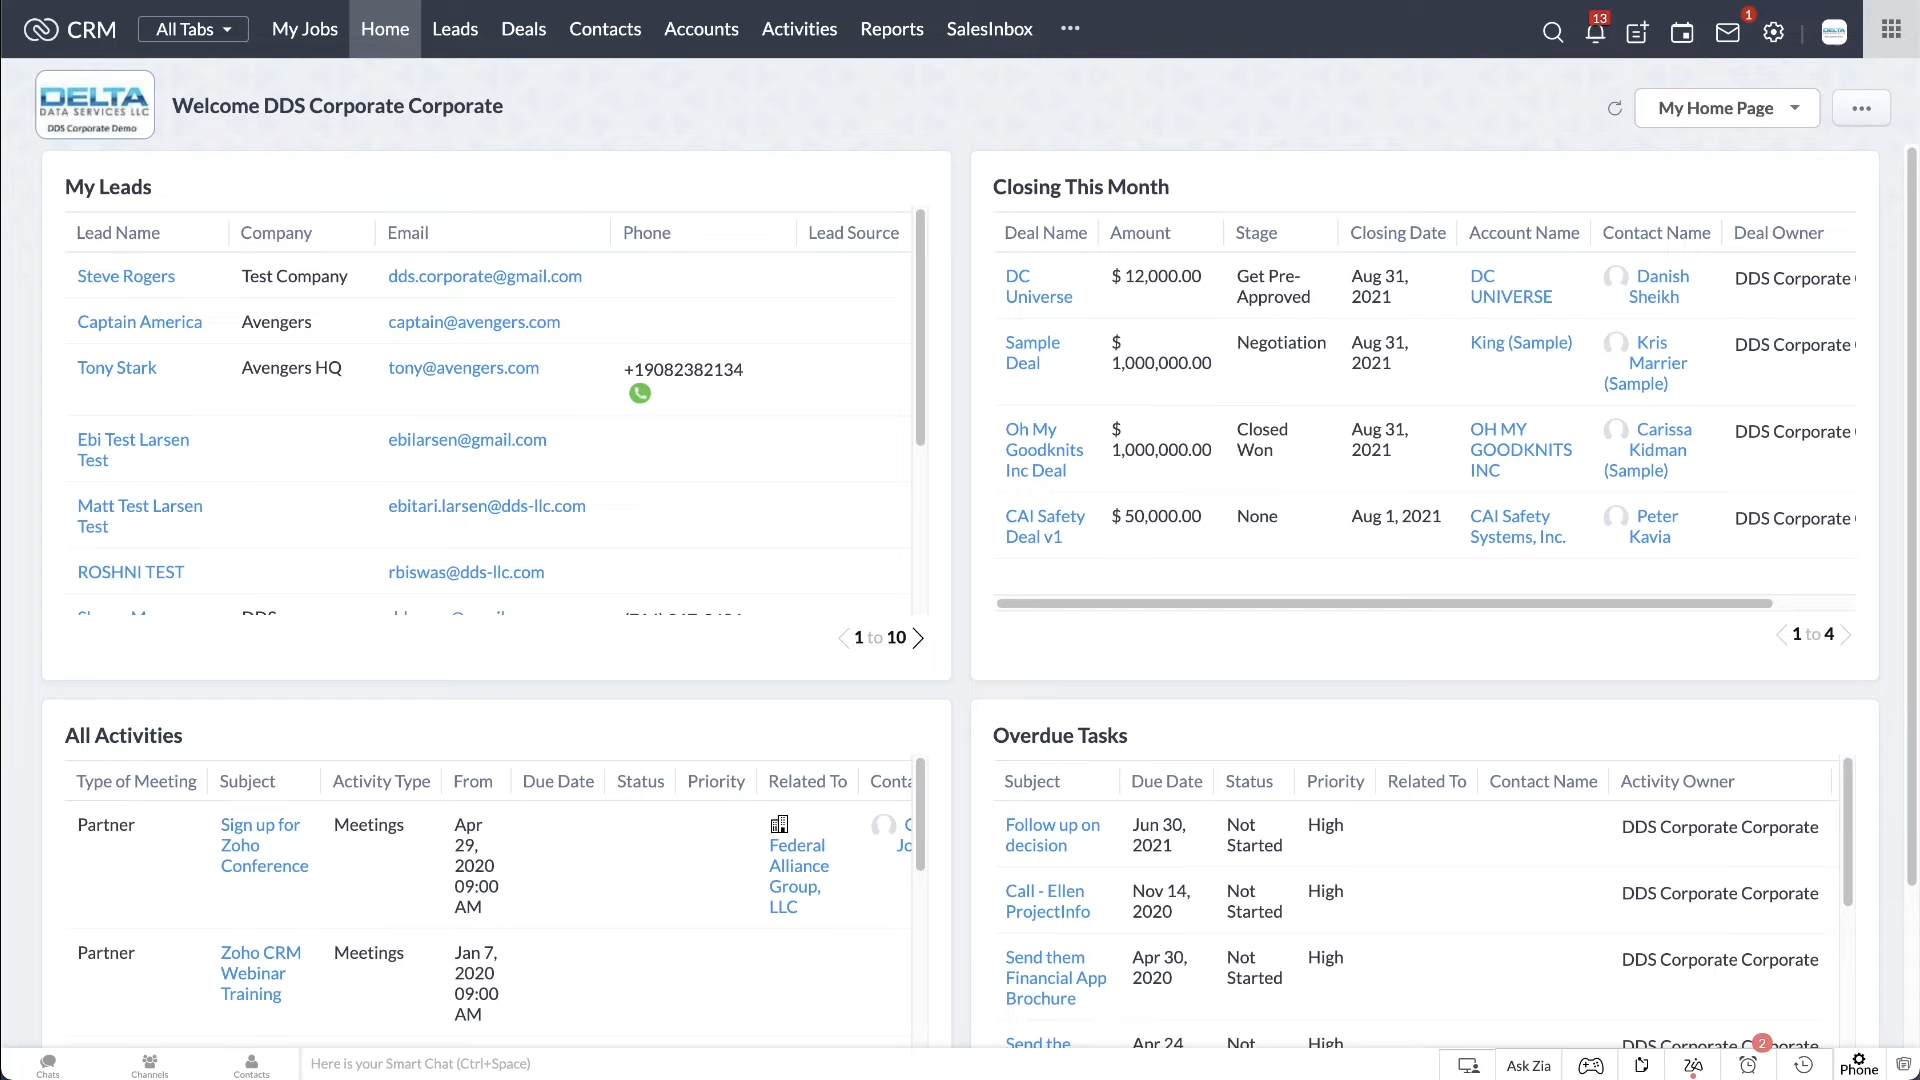 CRM
All Tabs
My Jobs
Home
Leads
Deals
Contacts
Accounts
Activities
Reports
SalesInbox
13
1
DELTA
DATA SERVICES LLC
DDS Corporate Demo
Welcome DDS Corporate Corporate
My Home Page
My Leads
Lead Name Company Email Phone Lead Source
Steve Rogers Test Company dds.corporate@gmail.com
Captain America Avengers captain@avengers.com
Tony Stark Avengers HQ tony@avengers.com +19082382134
Ebi Test Larsen ebilarsen@gmail.com
Test
Matt Test Larsen ebitari.larsen@dds-llc.com
Test
ROSHNI TEST rbiswas@dds-llc.com
1 to 10
Closing This Month
Deal Name Amount Stage Closing Date Account Name Contact Name Deal Owner
DC $ 12,000.00 Get Pre- Aug 31, DC Danish DDS Corporate
Universe Approved 2021 UNIVERSE Sheikh
Sample $ Negotiation Aug 31, King (Sample) Kris DDS Corporate
Deal 1,000,000.00 2021 Marrier
(Sample)
Oh My $ Closed Aug 31, OH MY Carissa DDS Corporate
Goodknits 1,000,000.00 Won 2021 GOODKNITS Kidman
Inc Deal INC (Sample)
CAI Safety $ 50,000.00 None Aug 1, 2021 CAI Safety Peter DDS Corporate
Deal v1 Systems, Inc. Kavia
1 to 4
All Activities
Type of Meeting Subject Activity Type From Due Date Status Priority Related To Conta
Partner Sign up for Meetings Apr
Zoho 29, Federal Jo
Conference 2020 Alliance
09:00 Group,
AM LLC
Partner Zoho CRM Meetings Jan 7,
Webinar 2020
Training 09:00
AM
Overdue Tasks
Subject Due Date Status Priority Related To Contact Name Activity Owner
Follow up on Jun 30, Not High DDS Corporate Corporate
decision 2021 Started
Call - Ellen Nov 14, Not High DDS Corporate Corporate
ProjectInfo 2020 Started
Send them Apr 30, Not High DDS Corporate Corporate
Financial App 2020 Started
Brochure
Send the Apr 24, Not High DDS Corporate Corporate
Chats
Channels
Contacts
Here is your Smart Chat (Ctrl+Space)
Ask Zia
2
Phone